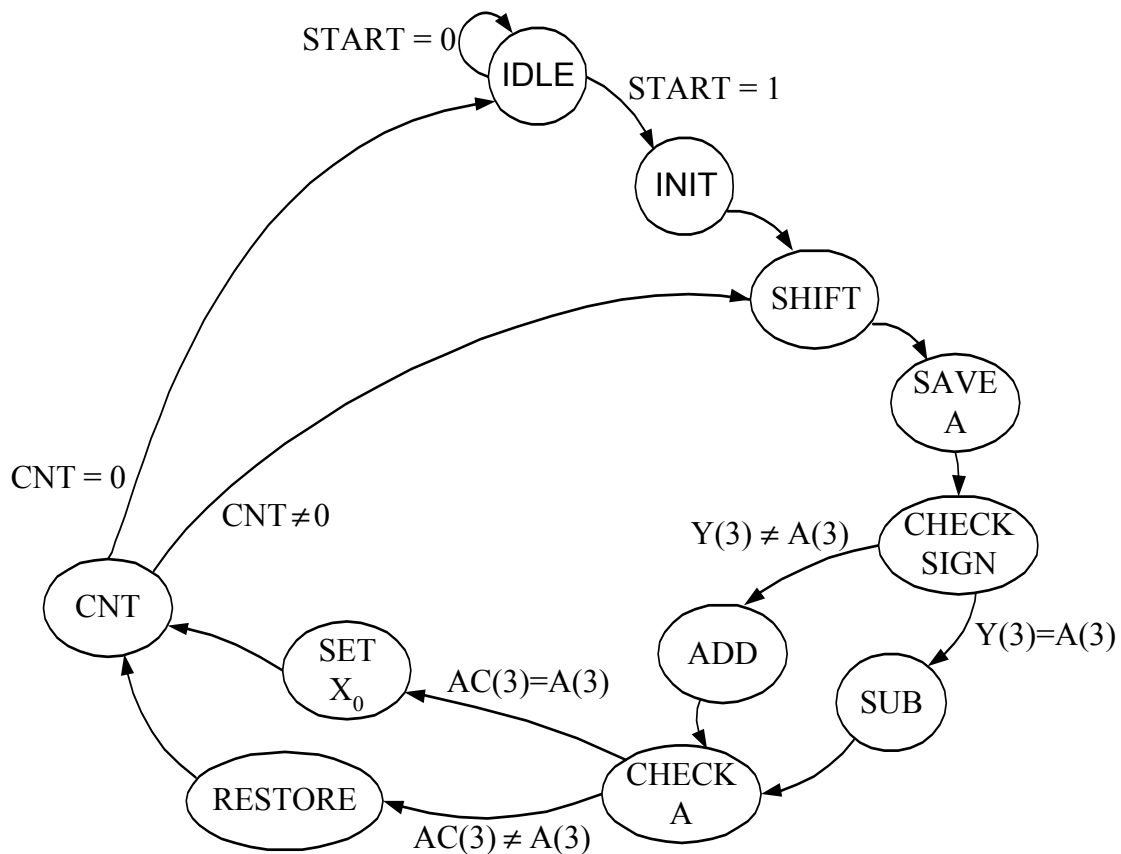 START = 0
IDLE
START = 1
INIT
SHIFT
SAVE
A
CNT = 0
CNT ≠ 0
CHECK
SIGN
Y(3) ≠ A(3)
Y(3)=A(3)
CNT
ADD
SET
X₀
AC(3)=A(3)
SUB
CHECK
A
RESTORE
AC(3) ≠ A(3)